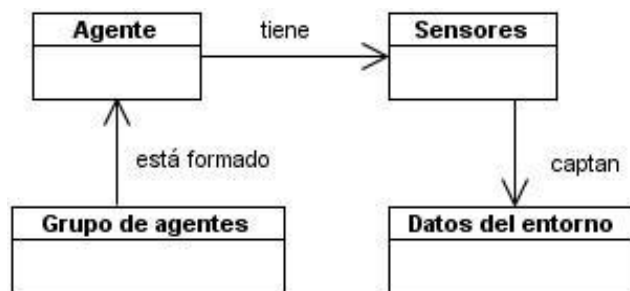 Agente
tiene
Sensores
está formado
captan
Grupo de agentes
Datos del entorno